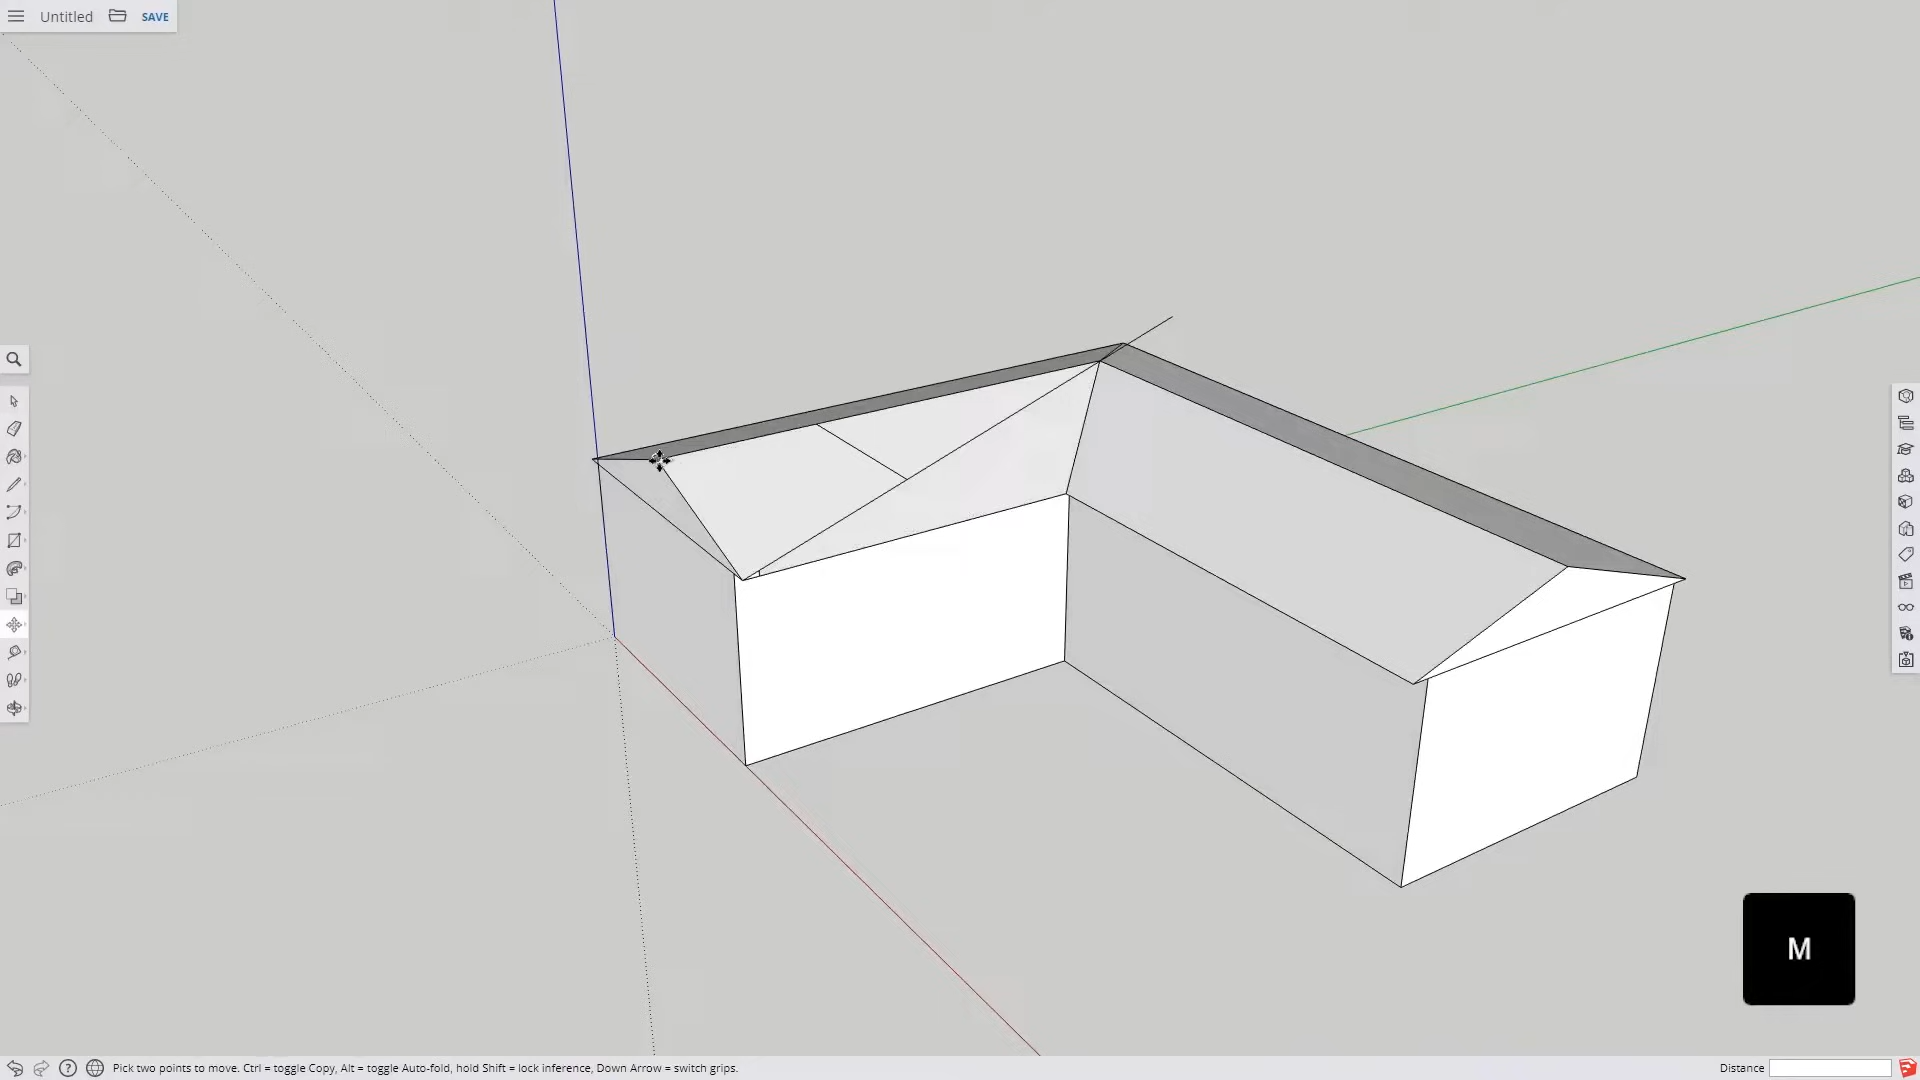 Untitled
SAVE
M
Pick two points to move. Ctrl = toggle Copy, Alt = toggle Auto-fold, hold Shift = lock inference, Down Arrow = switch grips.
Distance